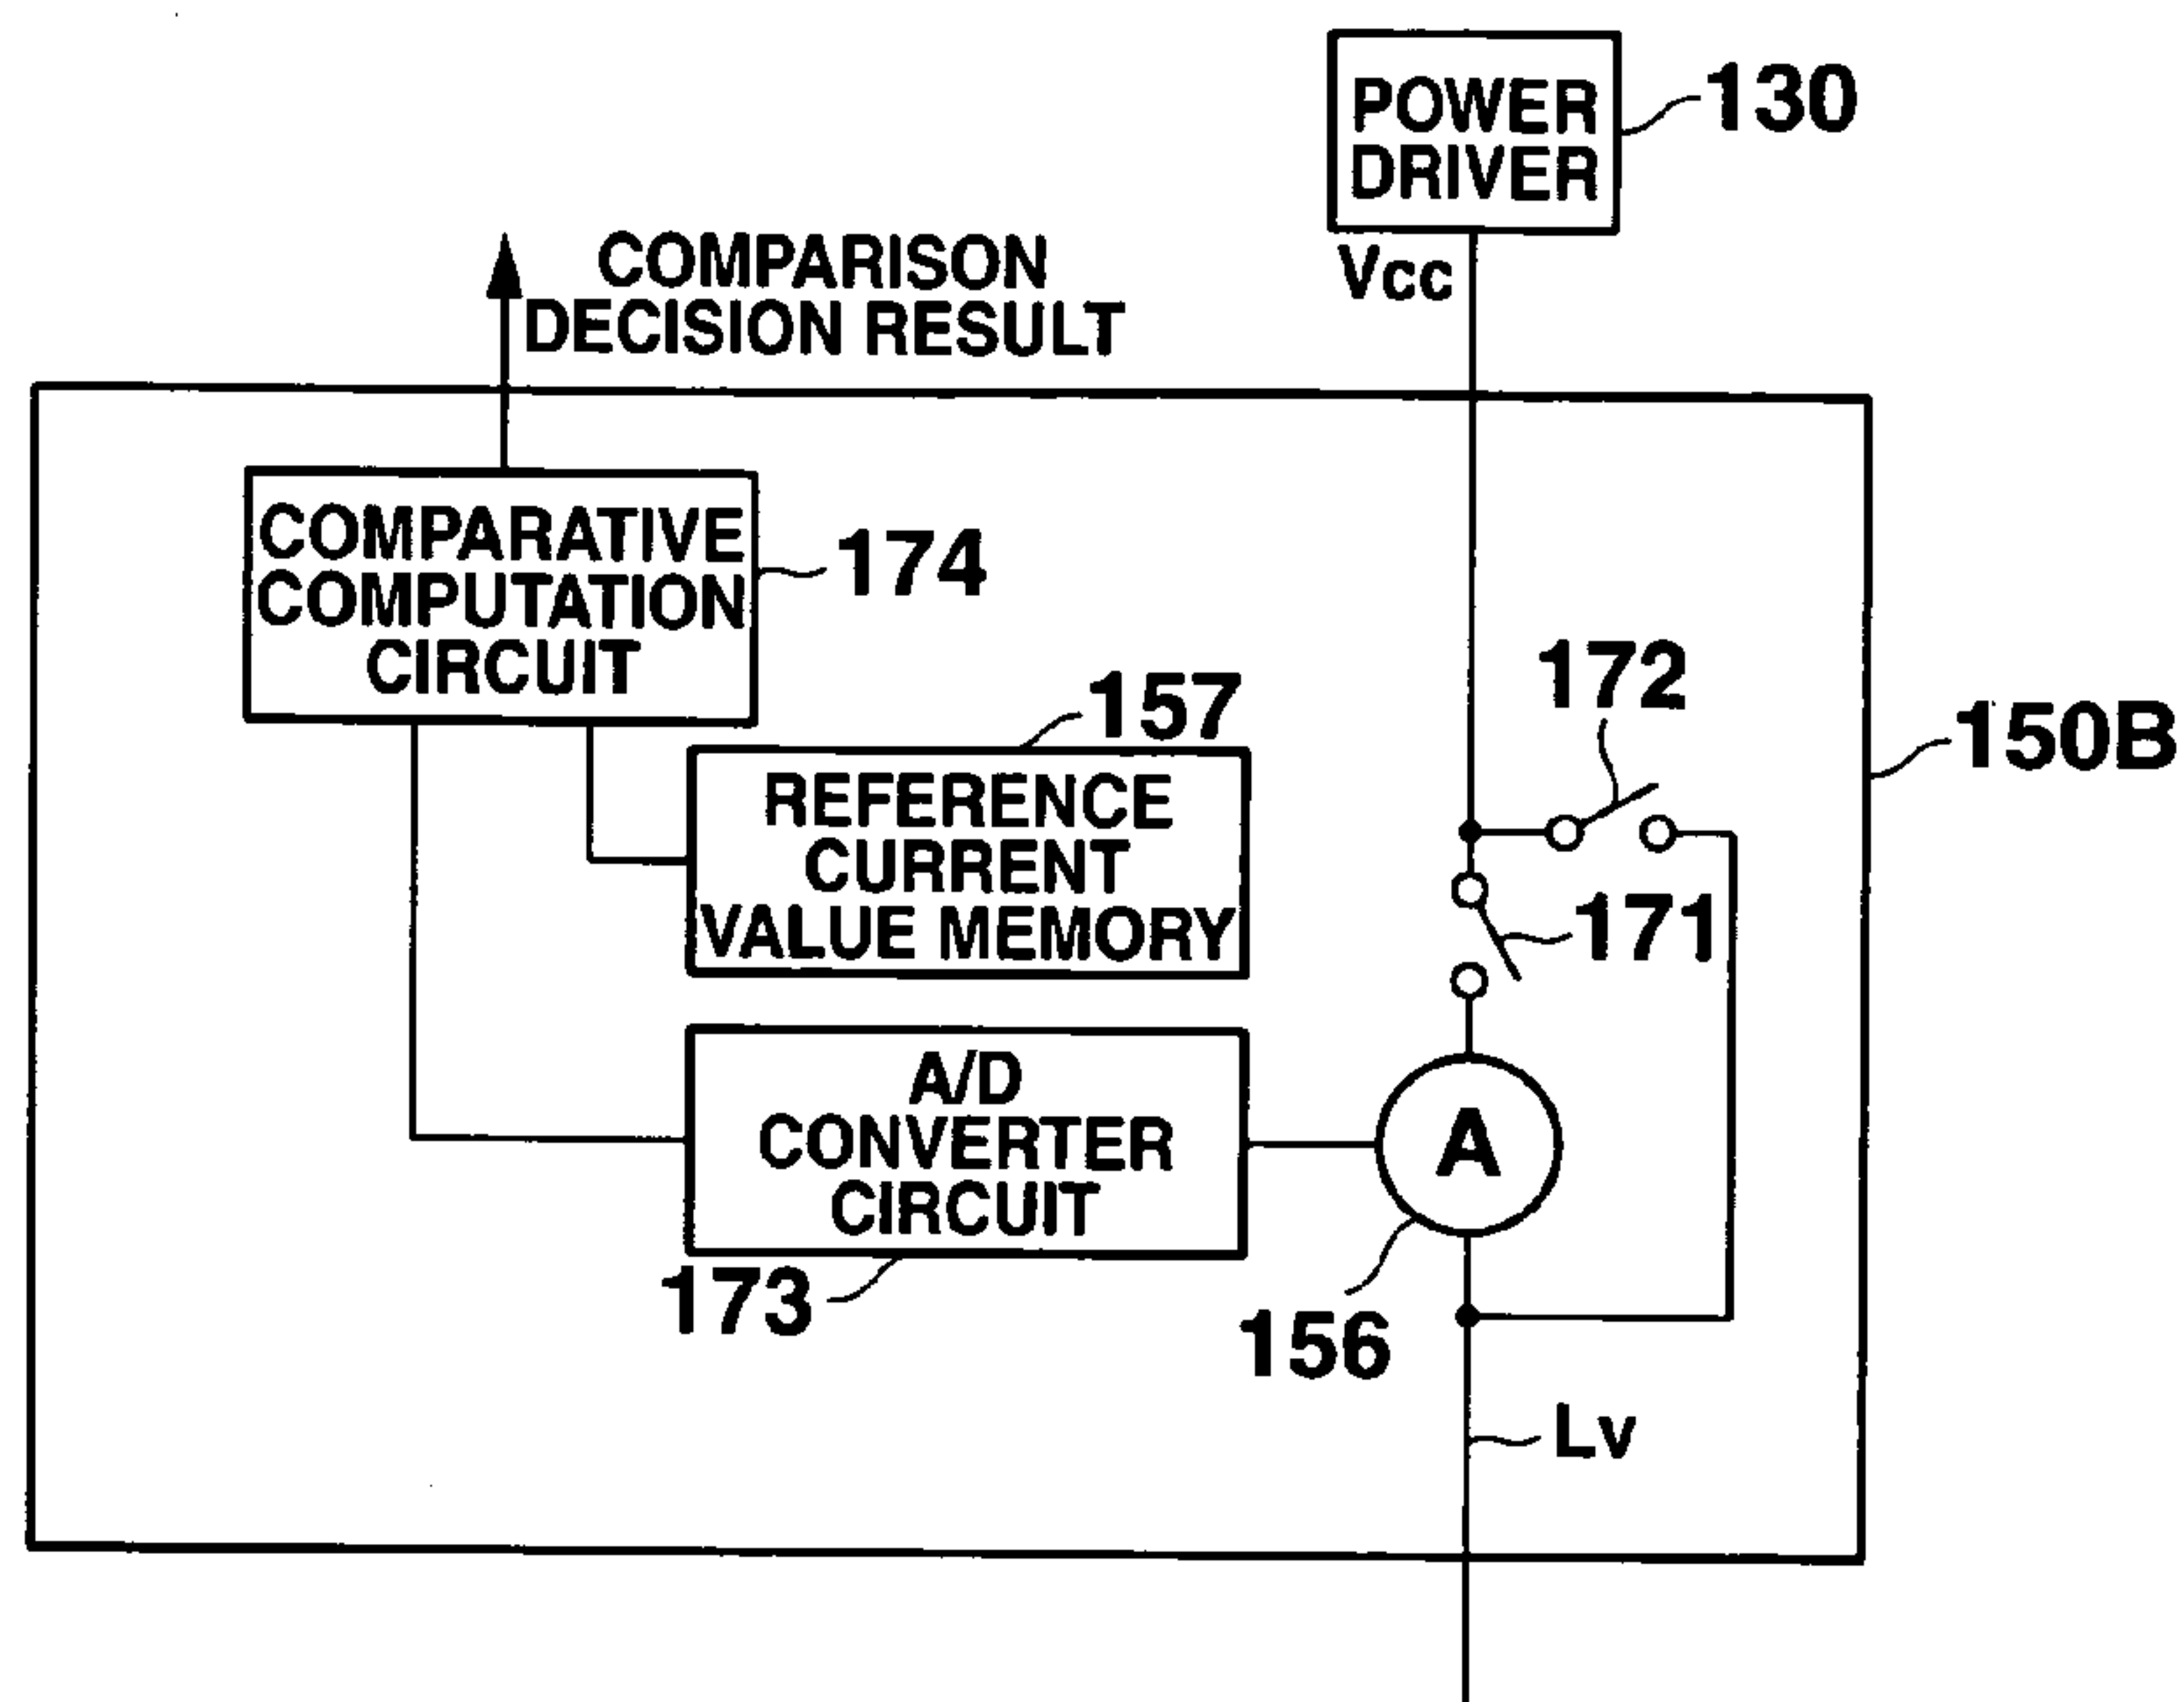 POWER
DRIVER
130
Vcc
COMPARISON
DECISION RESULT
COMPARATIVE
COMPUTATION
CIRCUIT
174
157
REFERENCE
CURRENT
VALUE MEMORY
172
150B
171
A/D
CONVERTER
CIRCUIT
173
A
156
Lv